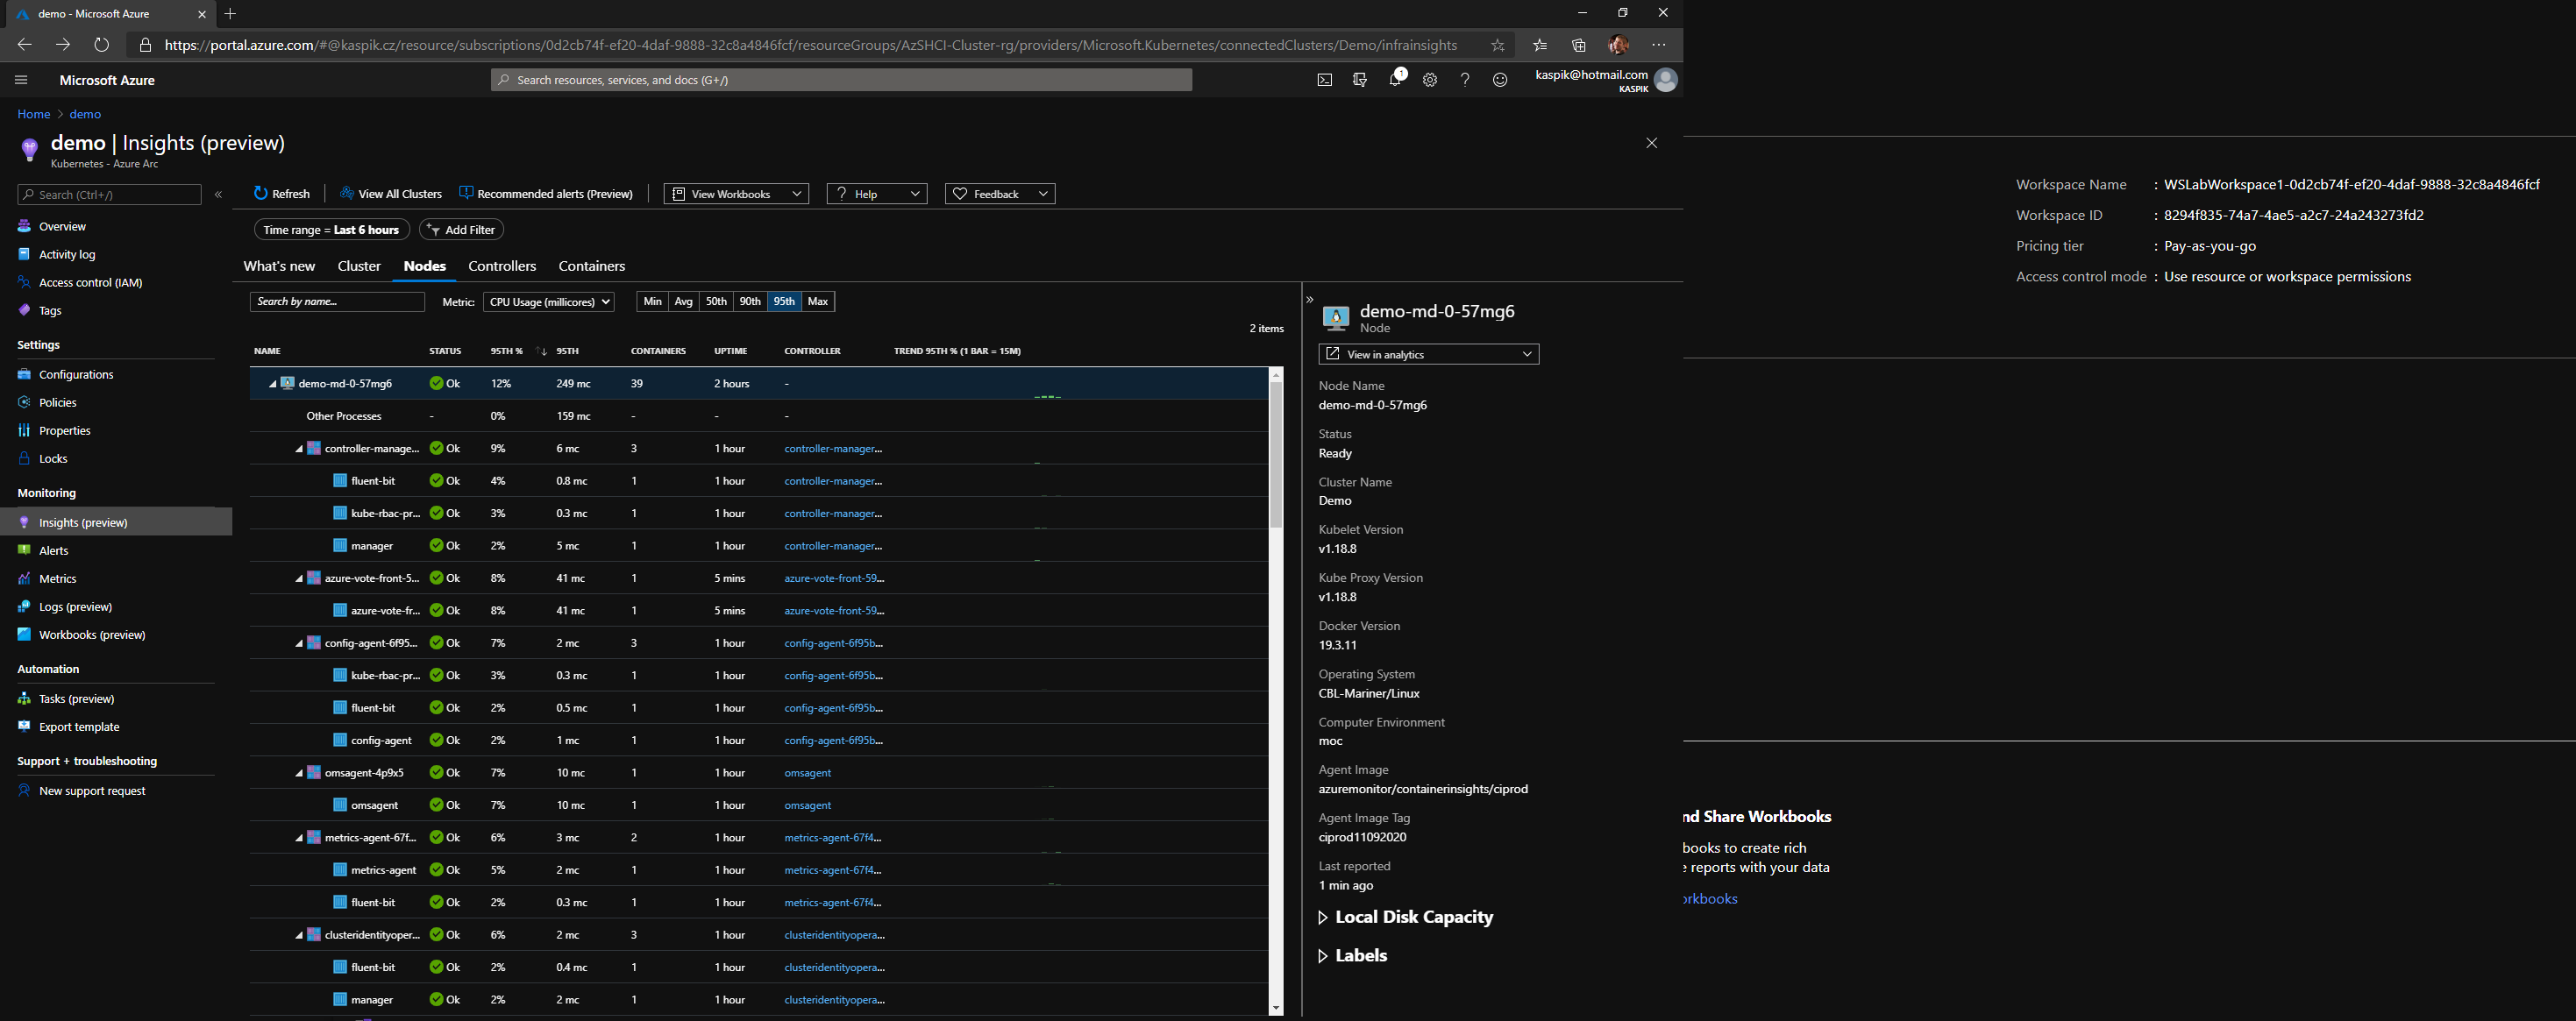 demo - Microsoft Azure
https://portal.azure.com/#@kaspik.cz/resource/subscriptions/0d2cb74f-ef20-4daf-9888-32c8a4846fcf/resourceGroups/AzSHCI-Cluster-rg/providers/Microsoft.Kubernetes/connectedClusters/Demo/infrainsights
Microsoft Azure
Search resources, services, and docs (G+/)
1
kaspik@hotmail.com
KASPIK
Home > demo
demo | Insights (preview)
Kubernetes - Azure Arc
Search (Ctrl+/)
Overview
Activity log
Access control (IAM)
Tags
Settings
Configurations
Policies
Properties
Locks
Monitoring
Insights (preview)
Alerts
Metrics
Logs (preview)
Workbooks (preview)
Automation
Tasks (preview)
Export template
Support + troubleshooting
New support request
Refresh View All Clusters Recommended alerts (Preview) View Workbooks Help Feedback
Time range = Last 6 hours Add Filter
What's new Cluster Nodes Controllers Containers
Search by name... Metric: CPU Usage (millicores) Min Avg 50th 90th 95th Max
2 items
NAME STATUS 95TH % 95TH CONTAINERS UPTIME CONTROLLER TREND 95TH % (1 BAR = 15M)
demo-md-0-57mg6 Ok 12% 249 mc 39 2 hours -
Other Processes - 0% 159 mc - - -
controller-manage... Ok 9% 6 mc 3 1 hour controller-manager...
fluent-bit Ok 4% 0.8 mc 1 1 hour controller-manager...
kube-rbac-pr... Ok 3% 0.3 mc 1 1 hour controller-manager...
manager Ok 2% 5 mc 1 1 hour controller-manager...
azure-vote-front-5... Ok 8% 41 mc 1 5 mins azure-vote-front-59...
azure-vote-fr... Ok 8% 41 mc 1 5 mins azure-vote-front-59...
config-agent-6f95... Ok 7% 2 mc 3 1 hour config-agent-6f95b...
kube-rbac-pr... Ok 3% 0.3 mc 1 1 hour config-agent-6f95b...
fluent-bit Ok 2% 0.5 mc 1 1 hour config-agent-6f95b...
config-agent Ok 2% 1 mc 1 1 hour config-agent-6f95b...
omsagent-4p9x5 Ok 7% 10 mc 1 1 hour omsagent
omsagent Ok 7% 10 mc 1 1 hour omsagent
metrics-agent-67f... Ok 6% 3 mc 2 1 hour metrics-agent-67f4...
metrics-agent Ok 5% 2 mc 1 1 hour metrics-agent-67f4...
fluent-bit Ok 2% 0.3 mc 1 1 hour metrics-agent-67f4...
clusteridentityoper... Ok 6% 2 mc 3 1 hour clusteridentityopera...
fluent-bit Ok 2% 0.4 mc 1 1 hour clusteridentityopera...
manager Ok 2% 2 mc 1 1 hour clusteridentityopera...
demo-md-0-57mg6
Node
View in analytics
Node Name
demo-md-0-57mg6
Status
Ready
Cluster Name
Demo
Kubelet Version
v1.18.8
Kube Proxy Version
v1.18.8
Docker Version
19.3.11
Operating System
CBL-Mariner/Linux
Computer Environment
moc
Agent Image
azuremonitor/containerinsights/ciprod
Agent Image Tag
ciprod11092020
Last reported
1 min ago
Local Disk Capacity
Labels
Workspace Name : WSLabWorkspace1-0d2cb74f-ef20-4daf-9888-32c8a4846fcf
Workspace ID : 8294f835-74a7-4ae5-a2c7-24a243273fd2
Pricing tier : Pay-as-you-go
Access control mode : Use resource or workspace permissions
nd Share Workbooks
books to create rich
e reports with your data
orkbooks